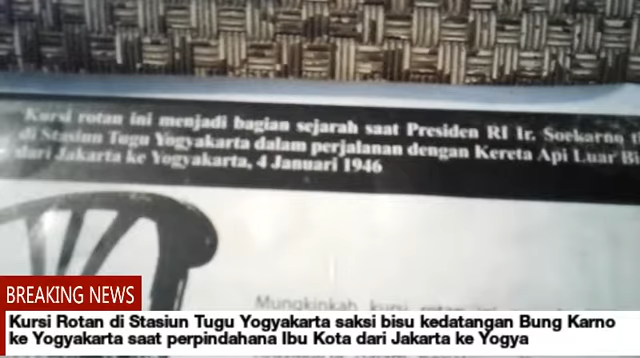 Kursi rotan ini menjadi bagian sejarah saat Presiden RI Ir. Soekarno
di Stasiun Tugu Yogyakarta dalam perjalanan dengan Kereta Api Luar
dari Jakarta ke Yogyakarta, 4 Januari 1946
Mungkinkah kursi rotan
BREAKING NEWS
Kursi Rotan di Stasiun Tugu Yogyakarta saksi bisu kedatangan Bung Karno
ke Yogyakarta saat perpindahana Ibu Kota dari Jakarta ke Yogya